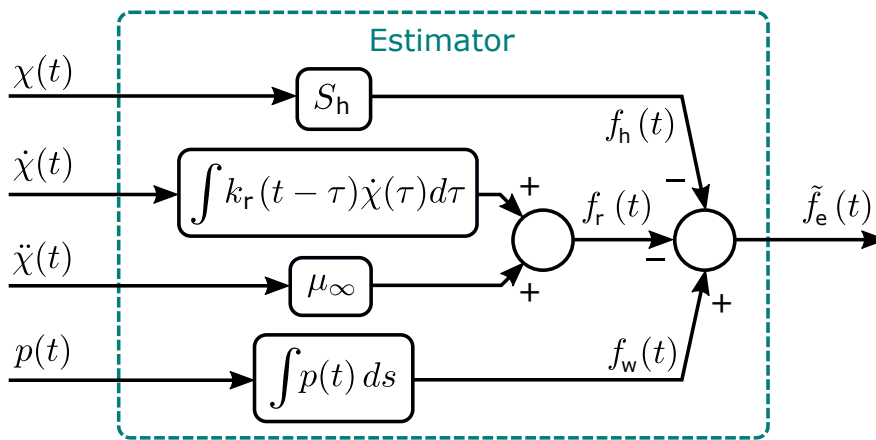 Estimator
χ(t)
S_h
f_h(t)
−
χ̇(t)
∫k_r(t − τ)χ̇(τ)dτ
+
f_r(t)
−
f̃_e(t)
χ̈(t)
μ_∞
+
+
p(t)
∫p(t) ds
f_w(t)